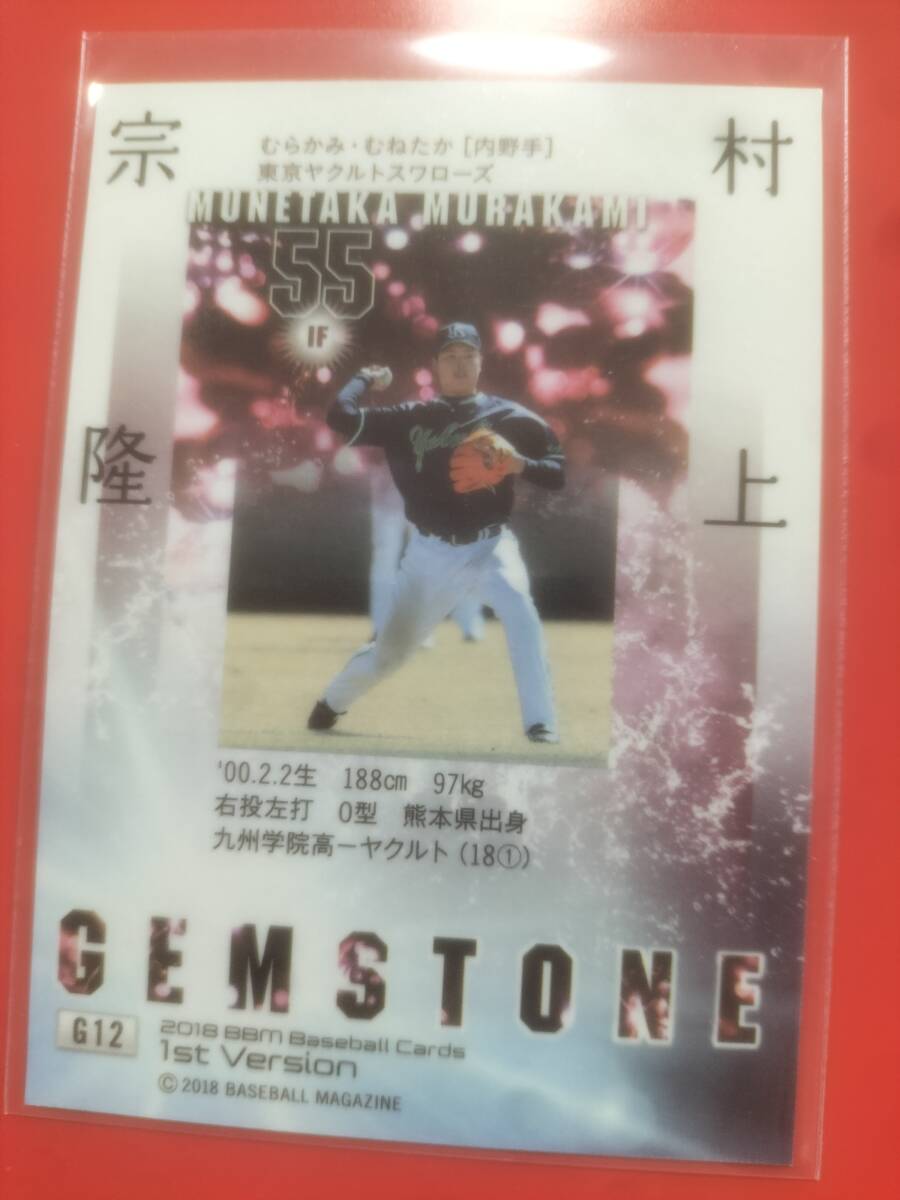 村上
宗隆
むらかみ・むねたか [内野手]
東京ヤクルトスワローズ
MUNETAKA MURAKAMI
55
IF
'00.2.2生 188cm 97kg
右投左打 O型 熊本県出身
九州学院高ーヤクルト (18①)
GEMSTONE
G12
2018 BBM Baseball Cards
1st Version
© 2018 BASEBALL MAGAZINE